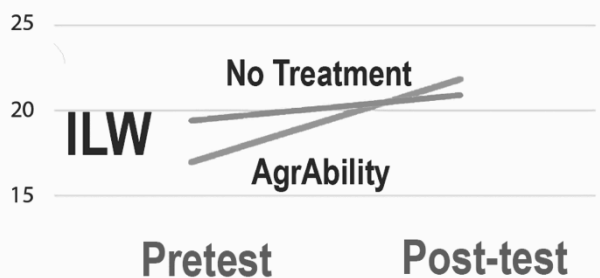 25
No Treatment
20
ILW
AgrAbility
15
Pretest
Post-test